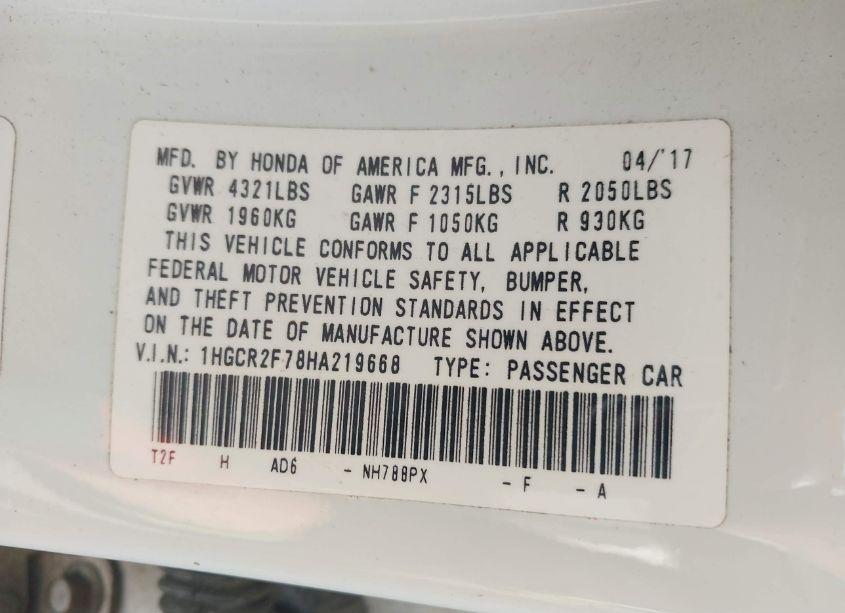 MFD. BY HONDA OF AMERICA MFG., INC. 04/'17
GVWR 4321LBS GAWR F 2315LBS R 2050LBS
GVWR 1960KG GAWR F 1050KG R 930KG
THIS VEHICLE CONFORMS TO ALL APPLICABLE
FEDERAL MOTOR VEHICLE SAFETY, BUMPER,
AND THEFT PREVENTION STANDARDS IN EFFECT
ON THE DATE OF MANUFACTURE SHOWN ABOVE.
V.I.N.: 1HGCR2F78HA219668 TYPE: PASSENGER CAR
T2F H AD6 - NH788PX - F - A